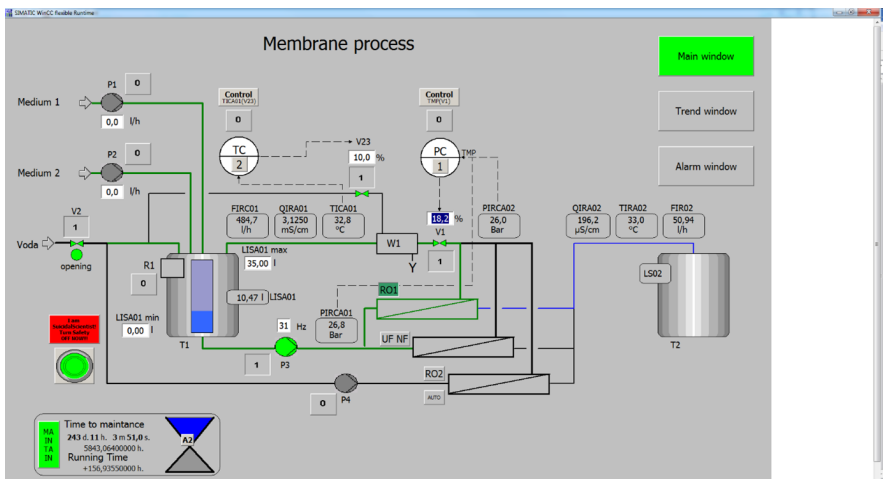 SIMATIC WinCC flexible Runtime
Membrane process
Main window
Trend window
Alarm window
P1
0
Medium 1
0,0 l/h
P2
0
Medium 2
0,0 l/h
Control
TICA01(V23)
0
TC
2
V23
10,0 %
1
Control
TMP(V1)
0
PC
1
TMP
V2
1
Voda
opening
FIRC01
484,7
l/h
QIRA01
3,1250
mS/cm
TICA01
32,8
ºC
18,2 %
V1
1
PIRCA02
26,0
Bar
QIRA02
196,2
µS/cm
TIRA02
33,0
ºC
FIR02
50,94
l/h
W1
Y
R1
0
LISA01 max
35,00 l
10,47 l LISA01
LISA01 min
0,00 l
T1
LS02
T2
RO1
PIRCA01
26,8
Bar
31 Hz
P3
1
UF NF
RO2
AUTO
0
P4
MA
IN
TA
IN
Time to maintance
243 d. 11 h. 3 m 51,0 s.
5843,06400000 h.
Running Time
+156,93550000 h.
A2